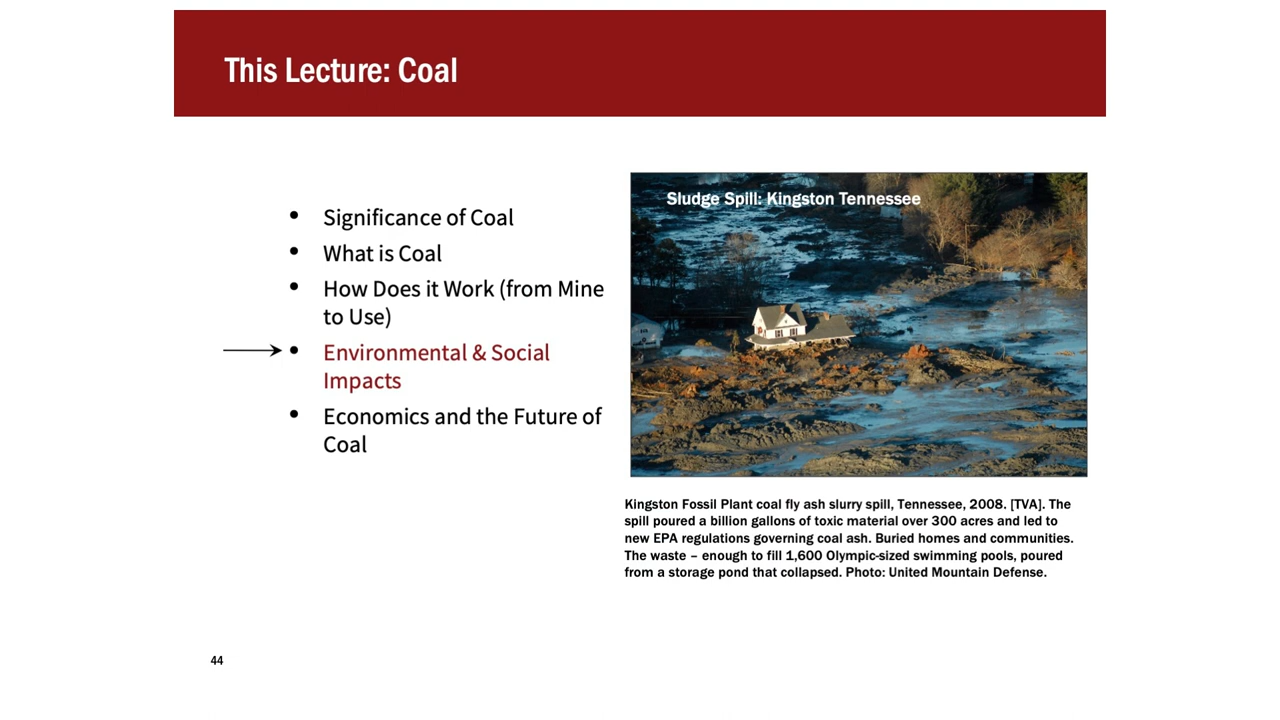 This Lecture: Coal
• Significance of Coal
• What is Coal
• How Does it Work (from Mine
to Use)
• Environmental & Social
Impacts
• Economics and the Future of
Coal
Sludge Spill: Kingston Tennessee
Kingston Fossil Plant coal fly ash slurry spill, Tennessee, 2008. [TVA]. The
spill poured a billion gallons of toxic material over 300 acres and led to
new EPA regulations governing coal ash. Buried homes and communities.
The waste – enough to fill 1,600 Olympic-sized swimming pools, poured
from a storage pond that collapsed. Photo: United Mountain Defense.
44